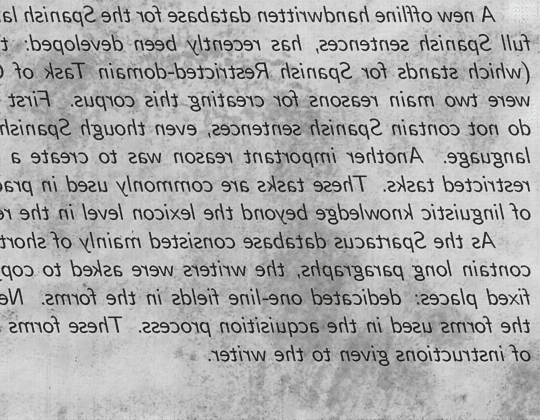 A new offline handwritten database for the Spanish la
full Spanish sentences, has recently been developed: t
(which stands for Spanish Restricted-domain Task of
were two main reasons for creating this corpus. First
do not contain Spanish sentences, even though Spanish
language. Another important reason was to create a
restricted tasks. These tasks are commonly used in prac
of linguistic knowledge beyond the lexicon level in the re
As the Spartacus database consisted mainly of short
contain long paragraphs, the writers were asked to copy
fixed places: dedicated one-line fields in the forms. Ne
the forms used in the acquisition process. These forms
of instructions given to the writer.